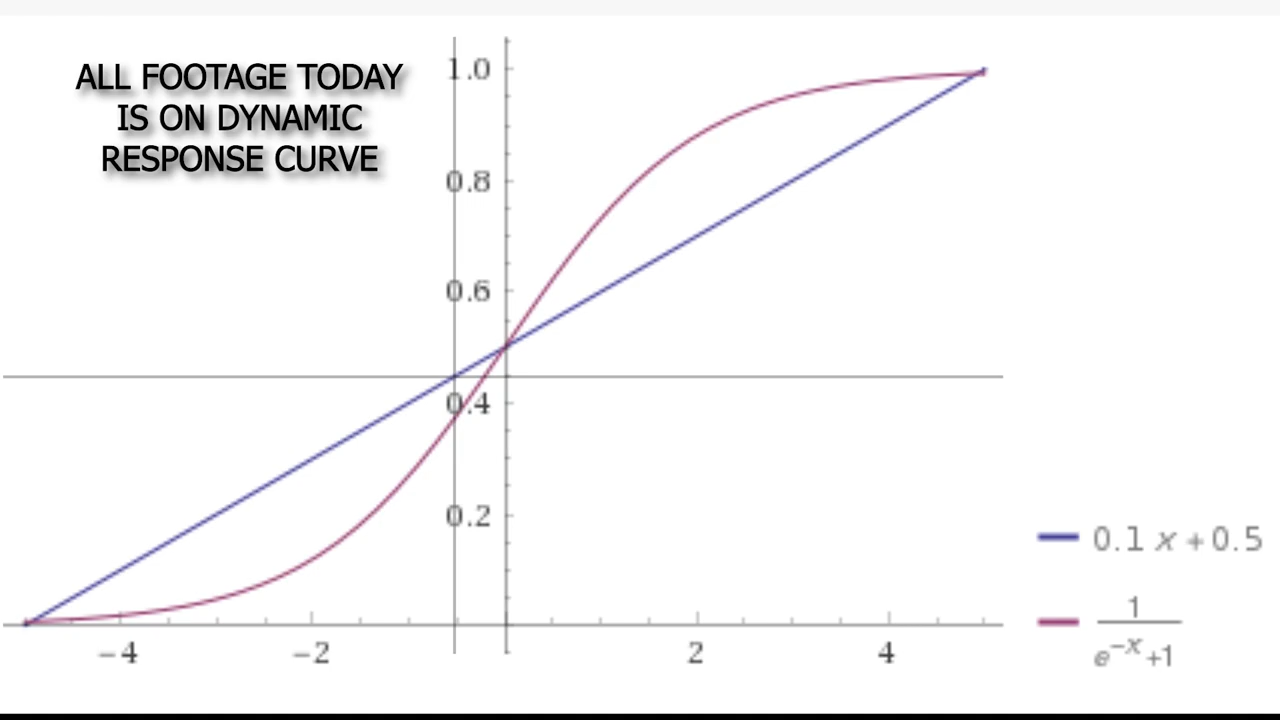 ALL FOOTAGE TODAY
IS ON DYNAMIC
RESPONSE CURVE
1.0
0.8
0.6
0.4
0.2
−4
−2
2
4
0.1 x + 0.5
1
e^−x +1